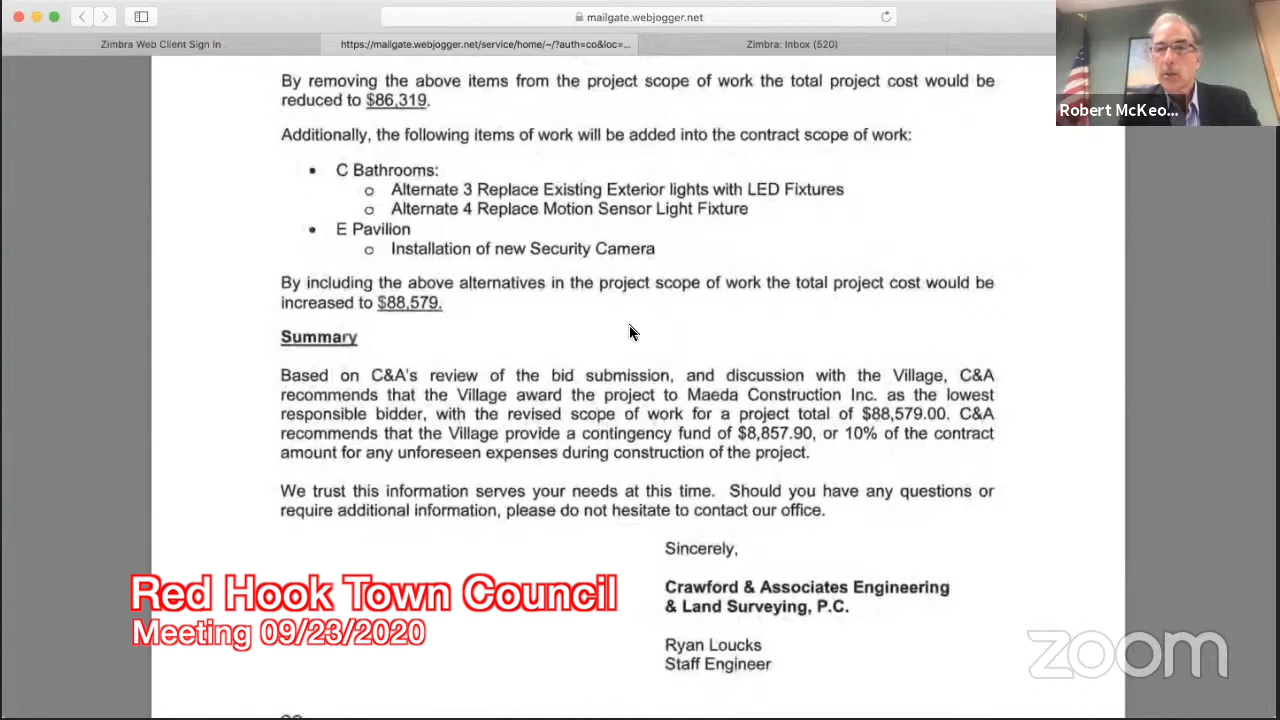 mailgate.webjogger.net
Zimbra Web Client Sign In
https://mailgate.webjogger.net/service/home/~/?auth=co&loc=...
Zimbra: Inbox (520)
Robert McKeo...
By removing the above items from the project scope of work the total project cost would be
reduced to $86,319.
Additionally, the following items of work will be added into the contract scope of work:
• C Bathrooms:
o Alternate 3 Replace Existing Exterior lights with LED Fixtures
o Alternate 4 Replace Motion Sensor Light Fixture
• E Pavilion
o Installation of new Security Camera
By including the above alternatives in the project scope of work the total project cost would be
increased to $88,579.
Summary
Based on C&A's review of the bid submission, and discussion with the Village, C&A
recommends that the Village award the project to Maeda Construction Inc. as the lowest
responsible bidder, with the revised scope of work for a project total of $88,579.00. C&A
recommends that the Village provide a contingency fund of $8,857.90, or 10% of the contract
amount for any unforeseen expenses during construction of the project.
We trust this information serves your needs at this time. Should you have any questions or
require additional information, please do not hesitate to contact our office.
Sincerely,
Crawford & Associates Engineering
& Land Surveying, P.C.
Ryan Loucks
Staff Engineer
Red Hook Town Council
Meeting 09/23/2020
zoom